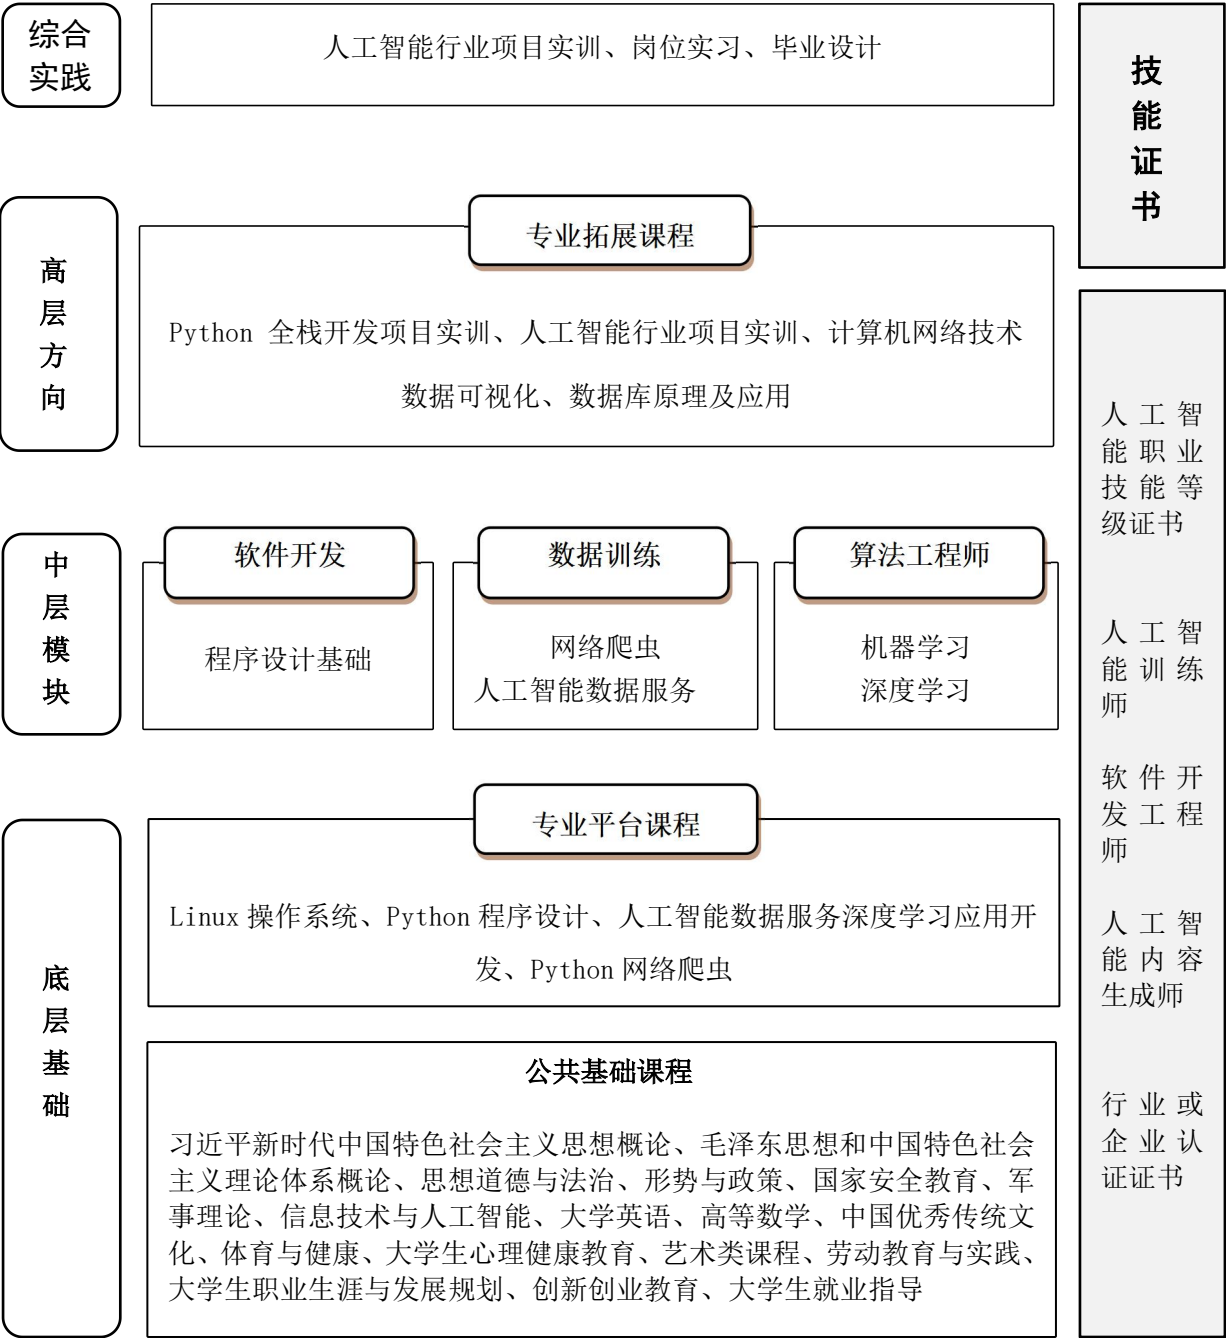 综合
实践
人工智能行业项目实训、岗位实习、毕业设计
高
层
方
向
专业拓展课程
Python 全栈开发项目实训、人工智能行业项目实训、计算机网络技术
数据可视化、数据库原理及应用
中
层
模
块
软件开发
程序设计基础
数据训练
网络爬虫
人工智能数据服务
算法工程师
机器学习
深度学习
底
层
基
础
专业平台课程
Linux 操作系统、Python 程序设计、人工智能数据服务深度学习应用开
发、Python 网络爬虫
公共基础课程
习近平新时代中国特色社会主义思想概论、毛泽东思想和中国特色社会
主义理论体系概论、思想道德与法治、形势与政策、国家安全教育、军
事理论、信息技术与人工智能、大学英语、高等数学、中国优秀传统文
化、体育与健康、大学生心理健康教育、艺术类课程、劳动教育与实践、
大学生职业生涯与发展规划、创新创业教育、大学生就业指导
技
能
证
书
人工智
能职业
技能等
级证书
人工智
能训练
师
软件开
发工程
师
人工智
能内容
生成师
行业或
企业认
证证书